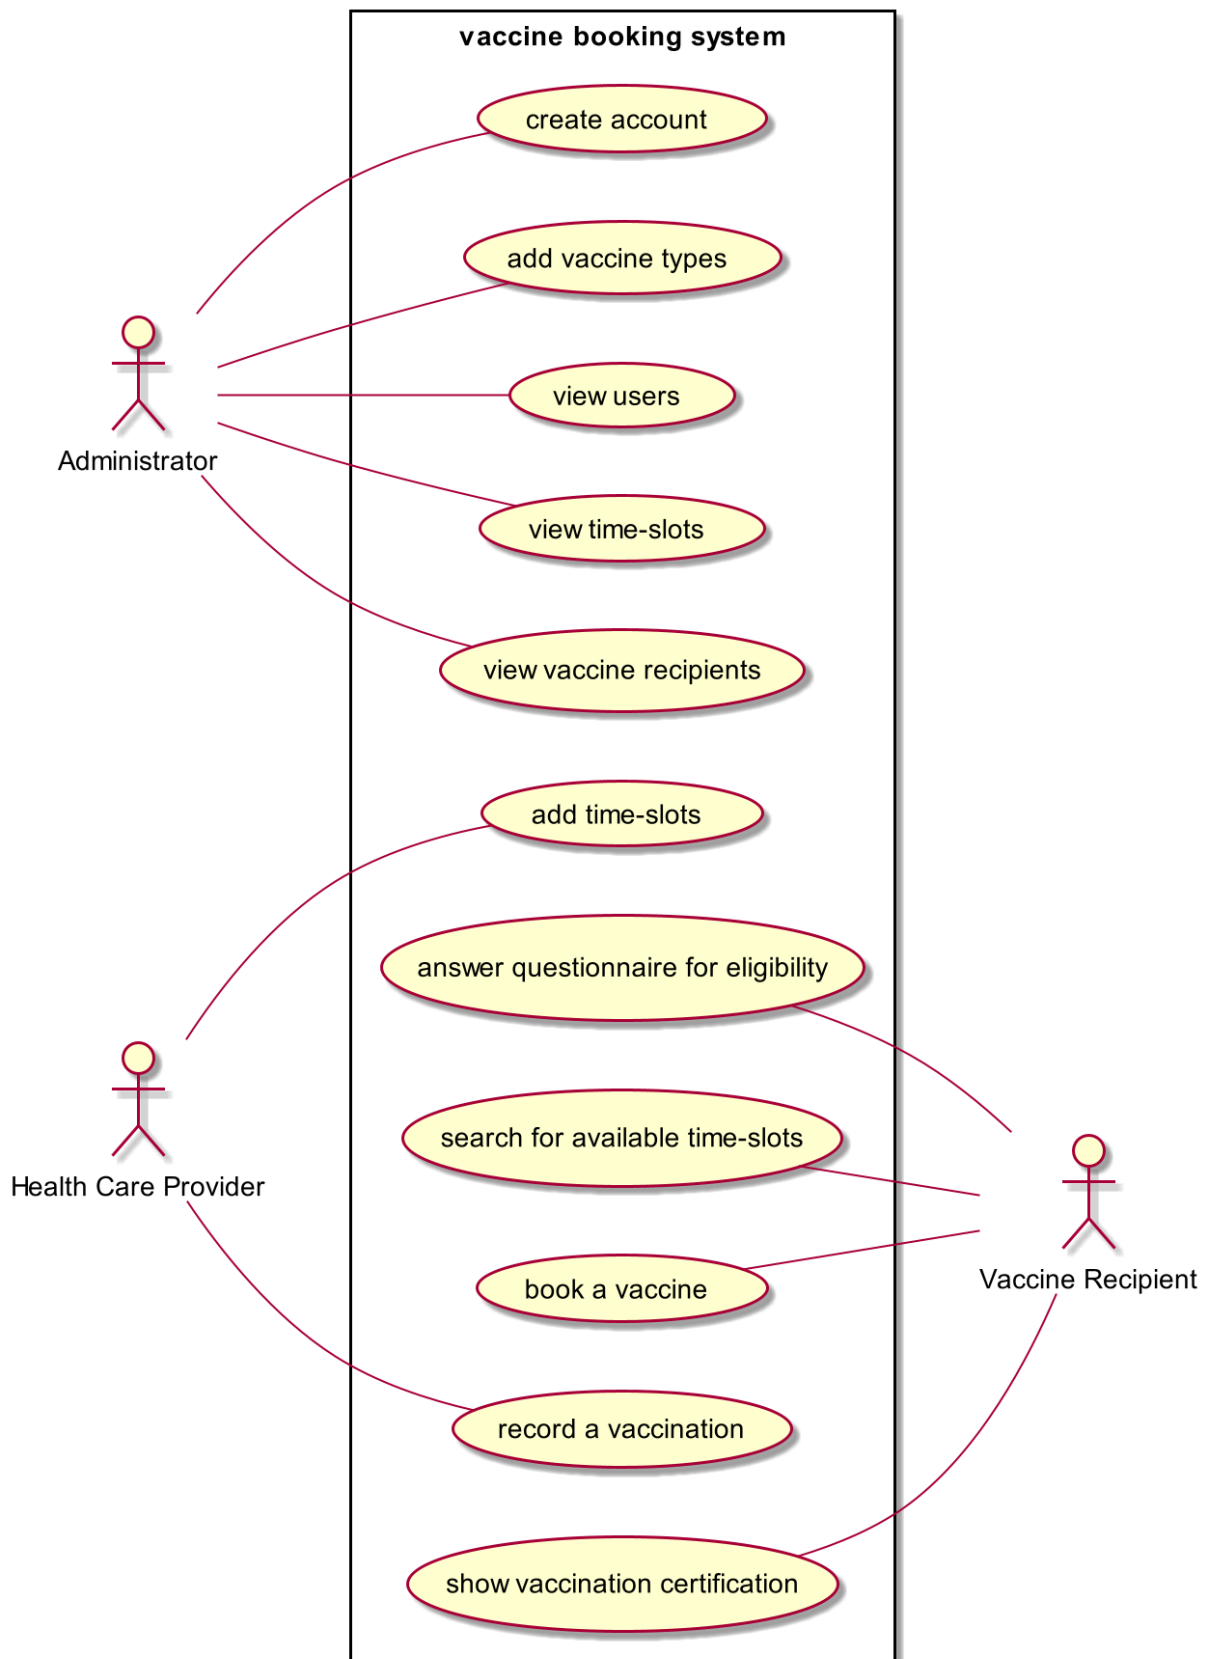 vaccine booking system
create account
add vaccine types
view users
Administrator
view time-slots
view vaccine recipients
add time-slots
answer questionnaire for eligibility
search for available time-slots
Health Care Provider
Vaccine Recipient
book a vaccine
record a vaccination
show vaccination certification